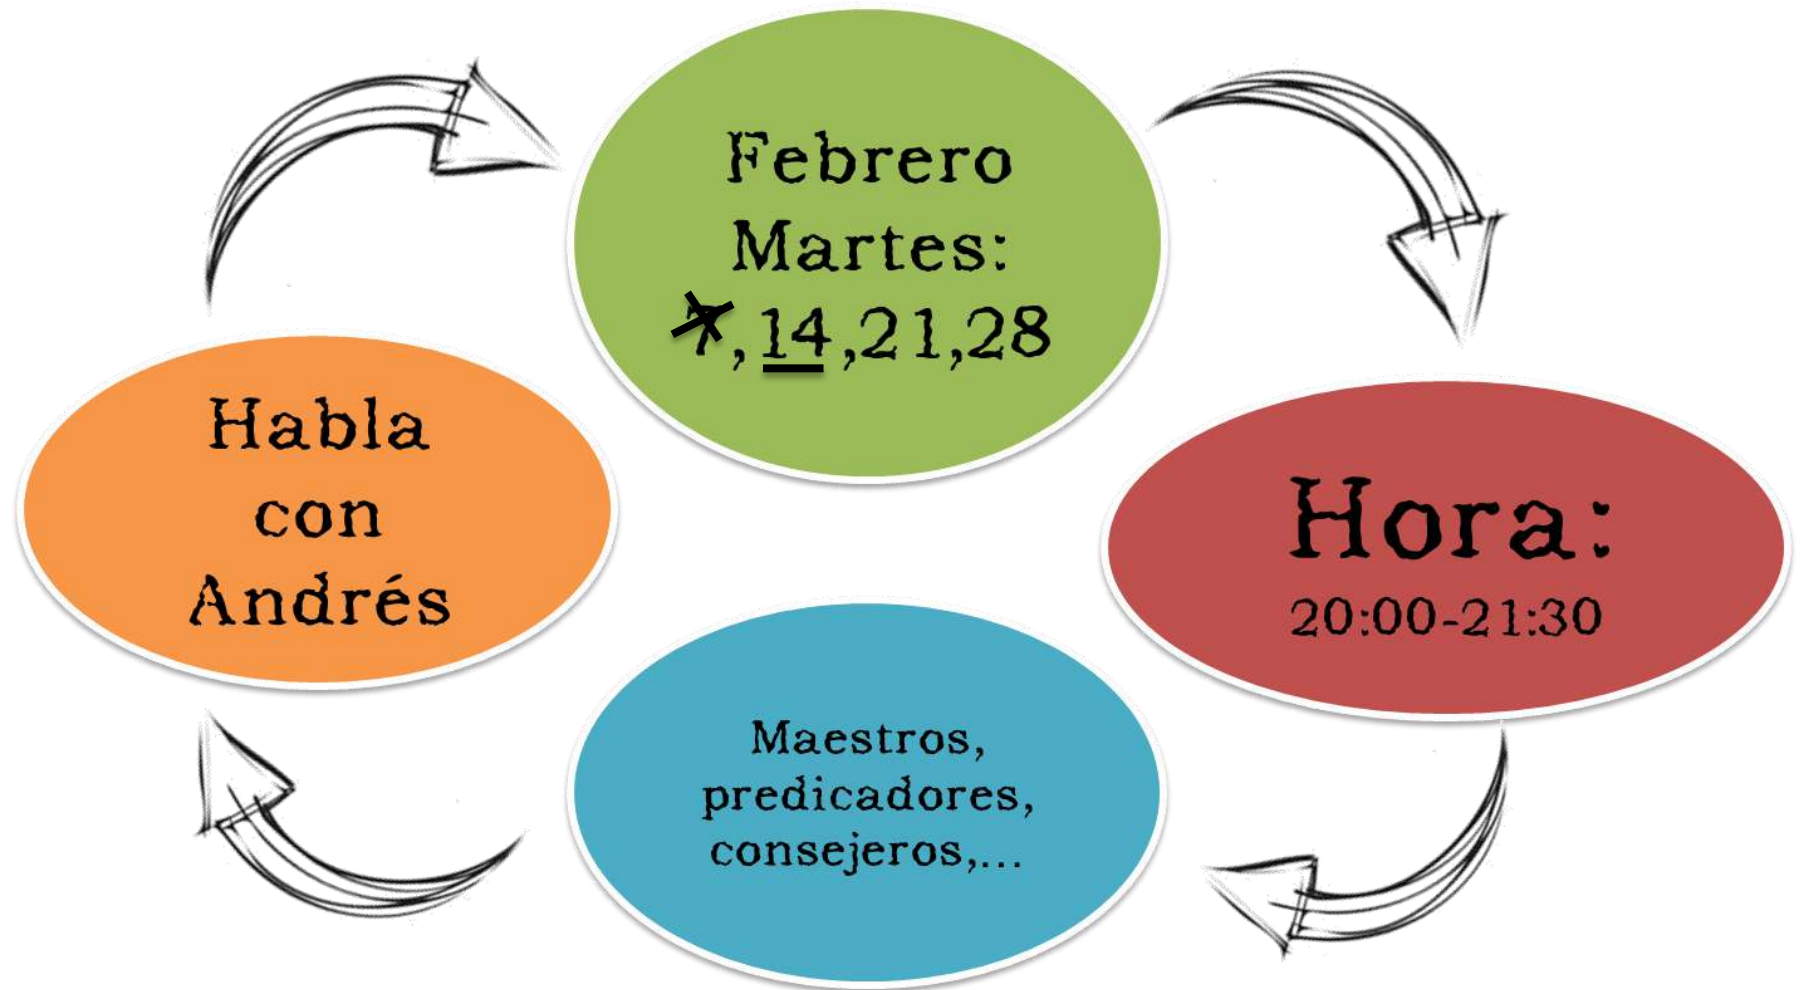 Febrero
Martes:
7,14,21,28
Hora:
20:00-21:30
Maestros,
predicadores,
consejeros,...
Habla
con
Andrés